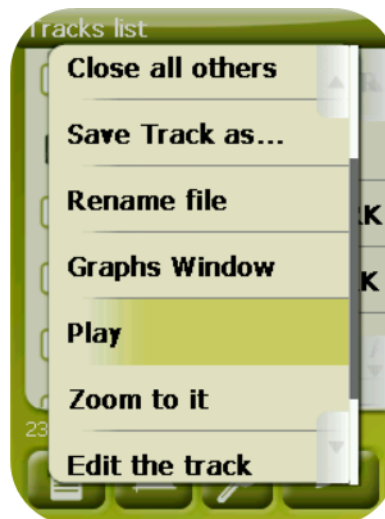 Tracks list
Close all others
Save Track as...
Rename file
Graphs Window
K
K
Play
Zoom to it
23
Edit the track